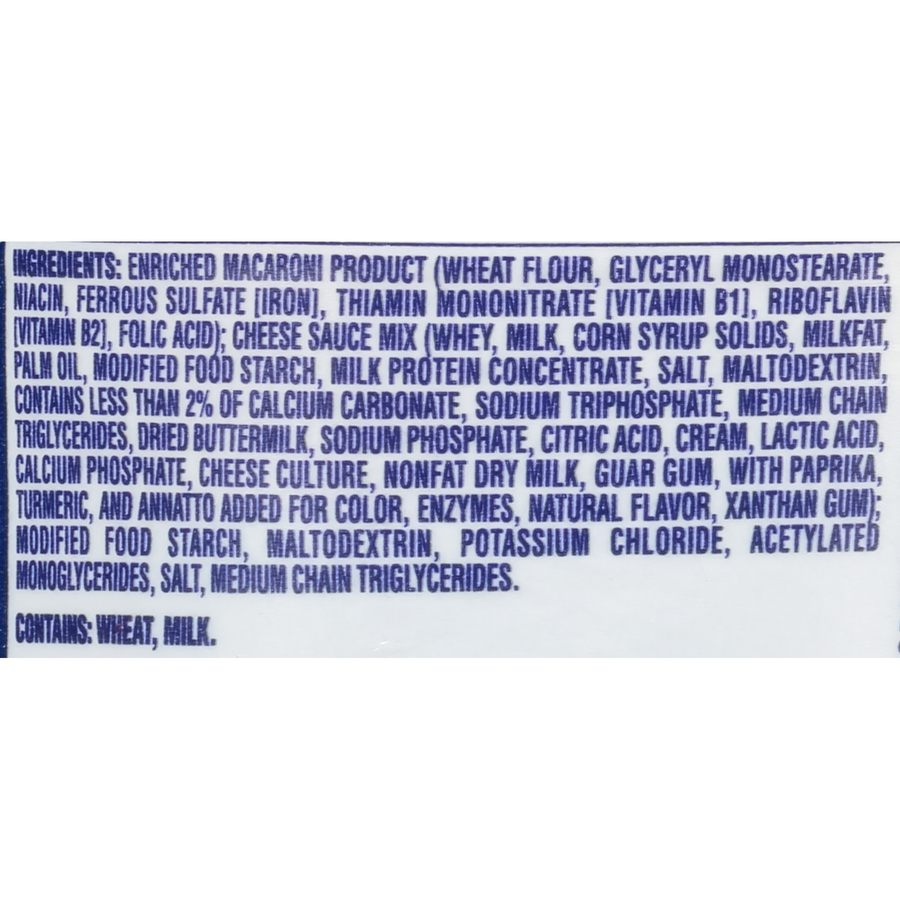 INGREDIENTS: ENRICHED MACARONI PRODUCT (WHEAT FLOUR, GLYCERYL MONOSTEARATE,
NIACIN, FERROUS SULFATE [IRON], THIAMIN MONONITRATE [VITAMIN B1], RIBOFLAVIN
[VITAMIN B2], FOLIC ACID); CHEESE SAUCE MIX (WHEY, MILK, CORN SYRUP SOLIDS, MILKFAT,
PALM OIL, MODIFIED FOOD STARCH, MILK PROTEIN CONCENTRATE, SALT, MALTODEXTRIN,
CONTAINS LESS THAN 2% OF CALCIUM CARBONATE, SODIUM TRIPHOSPHATE, MEDIUM CHAIN
TRIGLYCERIDES, DRIED BUTTERMILK, SODIUM PHOSPHATE, CITRIC ACID, CREAM, LACTIC ACID,
CALCIUM PHOSPHATE, CHEESE CULTURE, NONFAT DRY MILK, GUAR GUM, WITH PAPRIKA,
TURMERIC, AND ANNATTO ADDED FOR COLOR, ENZYMES, NATURAL FLAVOR, XANTHAN GUM);
MODIFIED FOOD STARCH, MALTODEXTRIN, POTASSIUM CHLORIDE, ACETYLATED
MONOGLYCERIDES, SALT, MEDIUM CHAIN TRIGLYCERIDES.
CONTAINS: WHEAT, MILK.